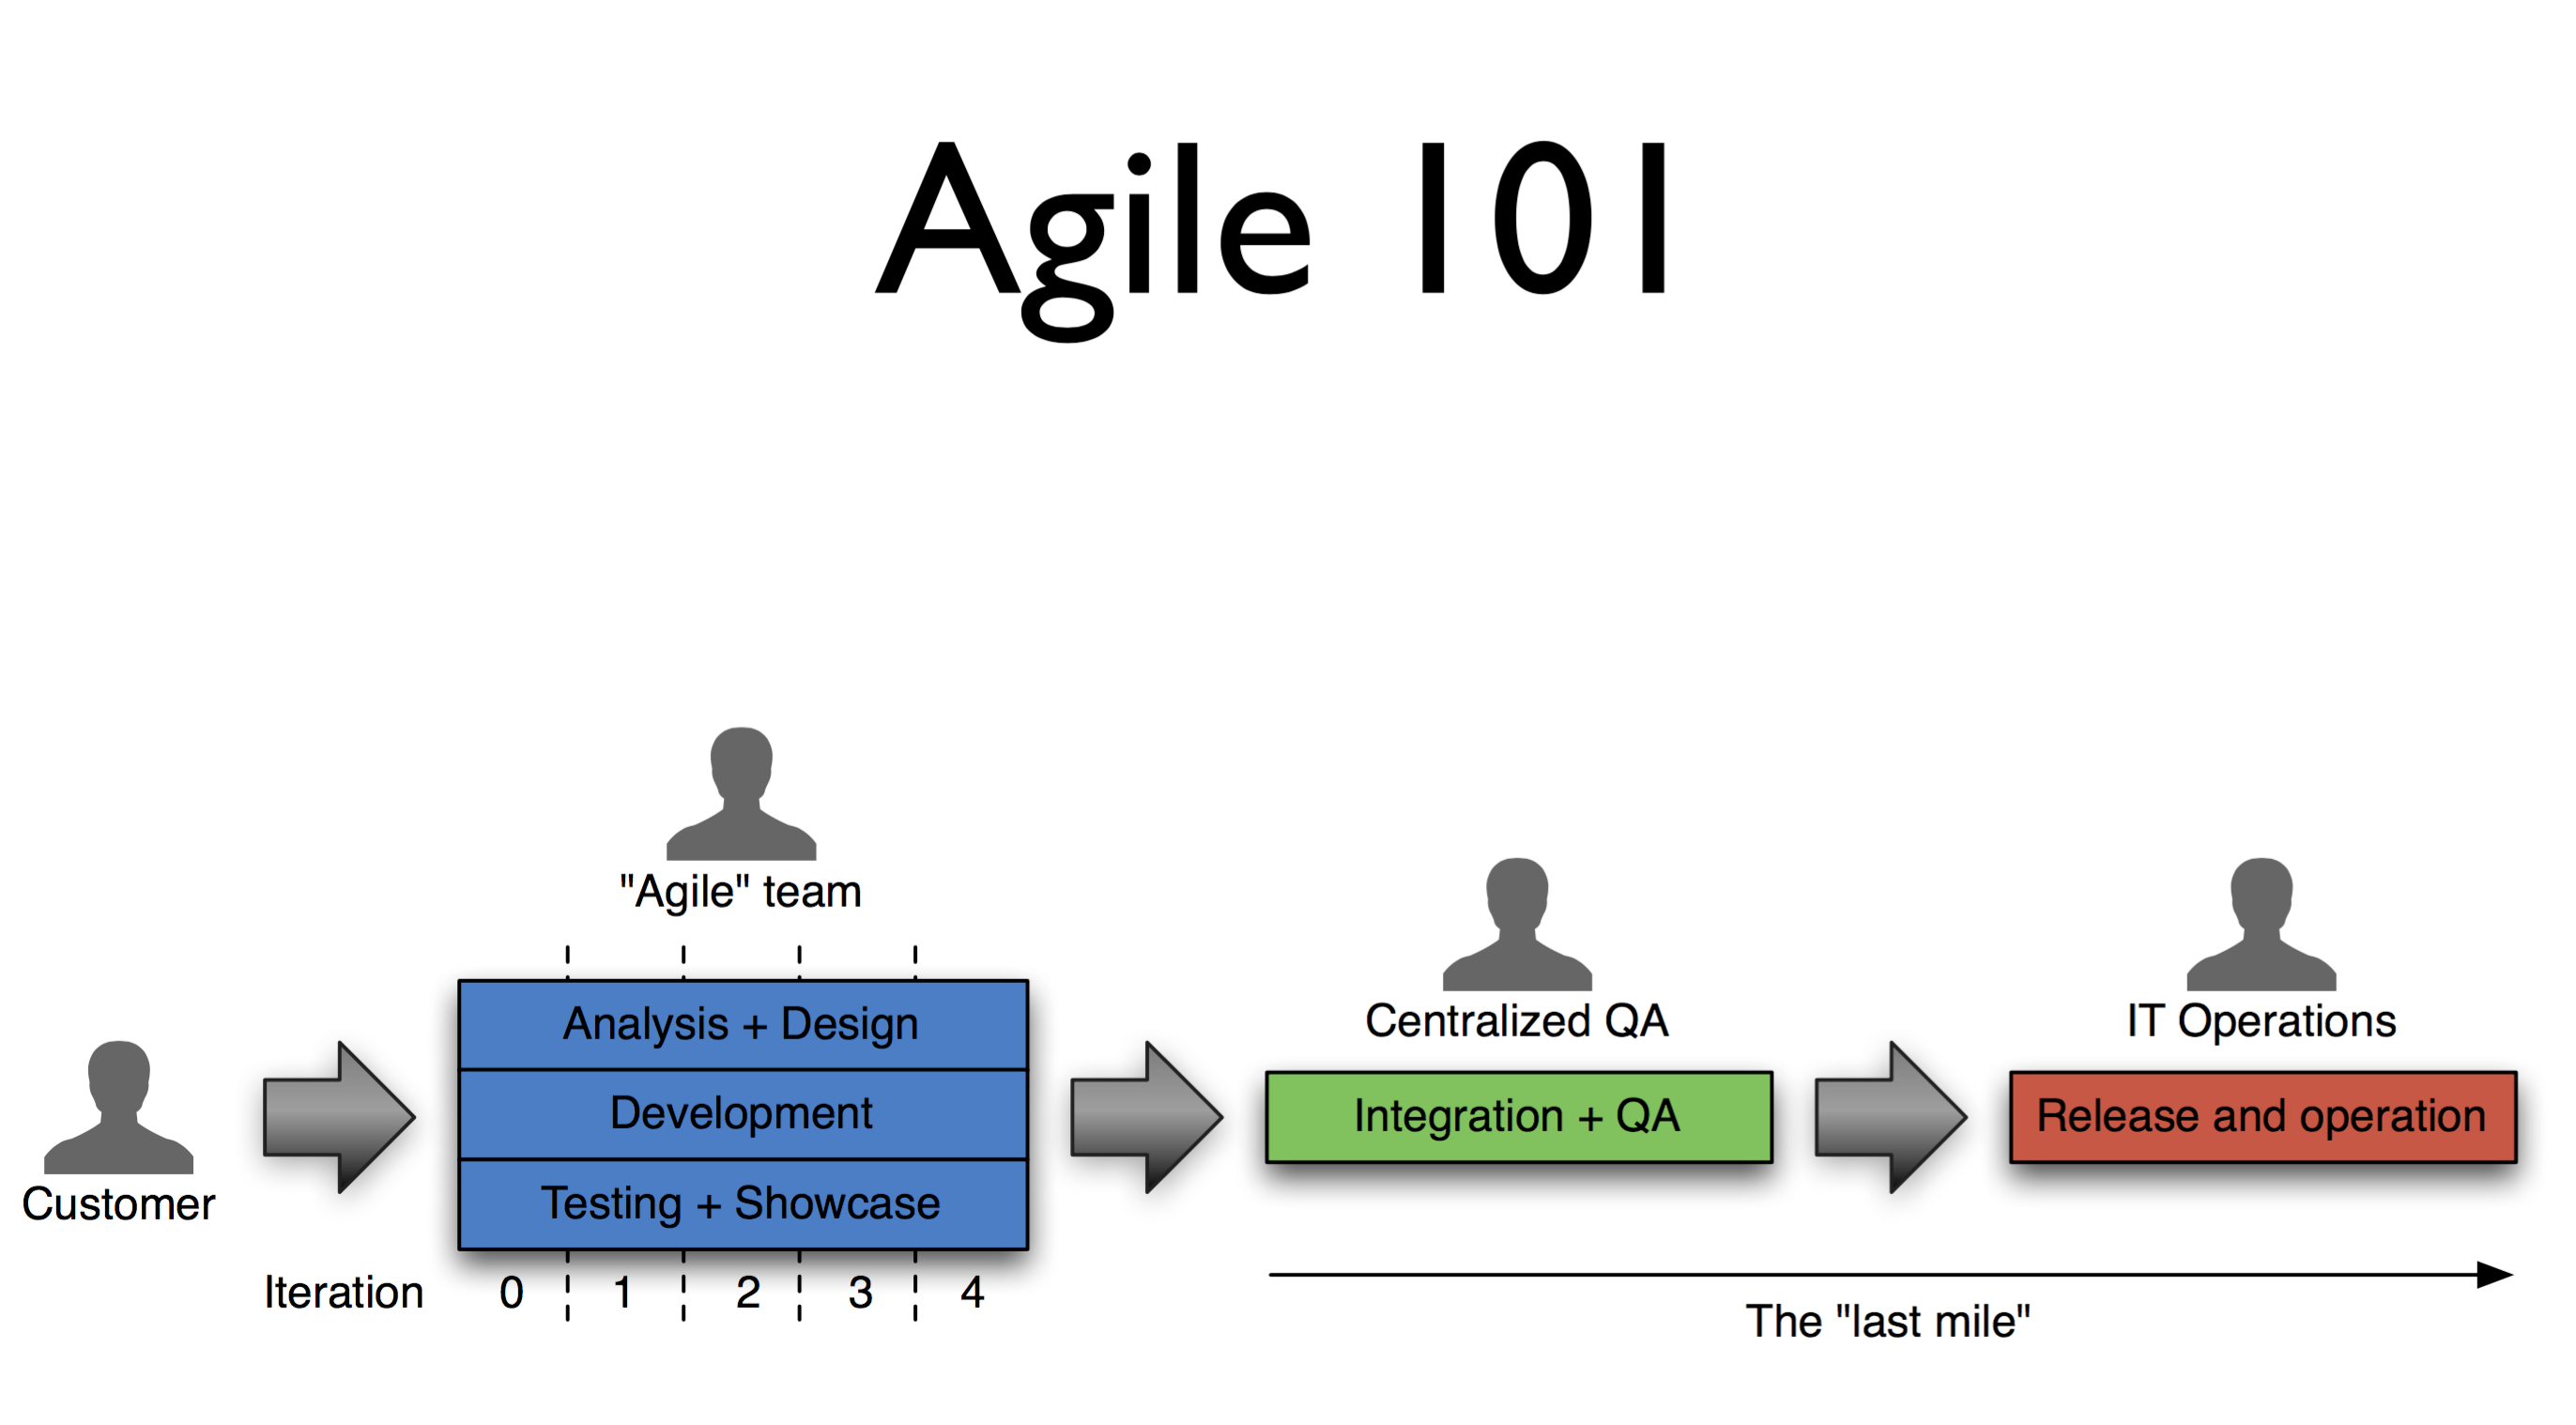 Agile 101
"Agile" team
Centralized QA
IT Operations
Customer
Analysis + Design
Development
Testing + Showcase
Integration + QA
Release and operation
Iteration 0 1 2 3 4
The "last mile"